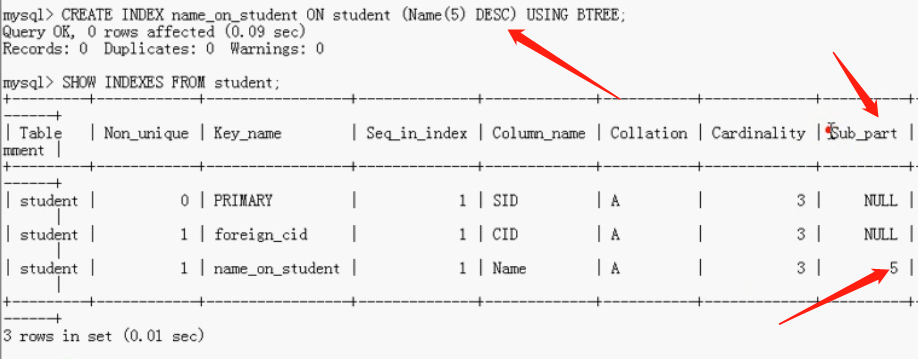 mysql> CREATE INDEX name_on_student ON student (Name(5) DESC) USING BTREE;
Query OK, 0 rows affected (0.09 sec)
Records: 0  Duplicates: 0  Warnings: 0
mysql> SHOW INDEXES FROM student;
+---------+------------+-----------------+--------------+-------------+-----------+-------------+----------+
------+
| Table   | Non_unique | Key_name        | Seq_in_index | Column_name | Collation | Cardinality | Sub_part |
mment |
+---------+------------+-----------------+--------------+-------------+-----------+-------------+----------+
------+
| student |          0 | PRIMARY         |            1 | SID         | A         |           3 |     NULL |
      |
| student |          1 | foreign_cid     |            1 | CID         | A         |           3 |     NULL |
      |
| student |          1 | name_on_student |            1 | Name        | A         |           3 |        5 |
      |
+---------+------------+-----------------+--------------+-------------+-----------+-------------+----------+
------+
3 rows in set (0.01 sec)